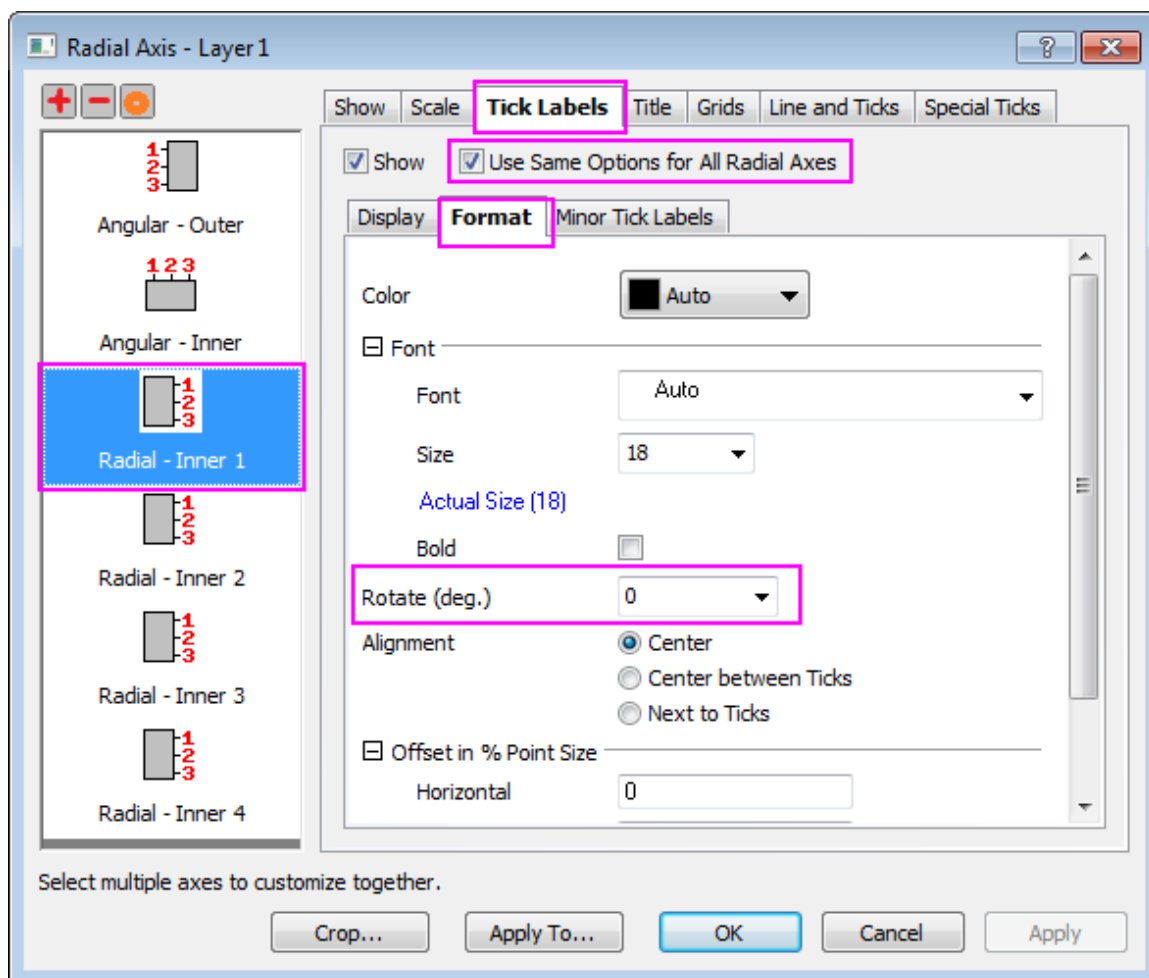 Radial Axis - Layer 1
Show Scale Tick Labels Title Grids Line and Ticks Special Ticks
Show Use Same Options for All Radial Axes
Display Format Minor Tick Labels
1
2
3
Angular - Outer
1 2 3
Angular - Inner
1
2
3
Radial - Inner 1
1
2
3
Radial - Inner 2
1
2
3
Radial - Inner 3
1
2
3
Radial - Inner 4
Color Auto
Font
Font Auto
Size 18
Actual Size (18)
Bold
Rotate (deg.) 0
Alignment Center
Center between Ticks
Next to Ticks
Offset in % Point Size
Horizontal 0
Select multiple axes to customize together.
Crop... Apply To... OK Cancel Apply